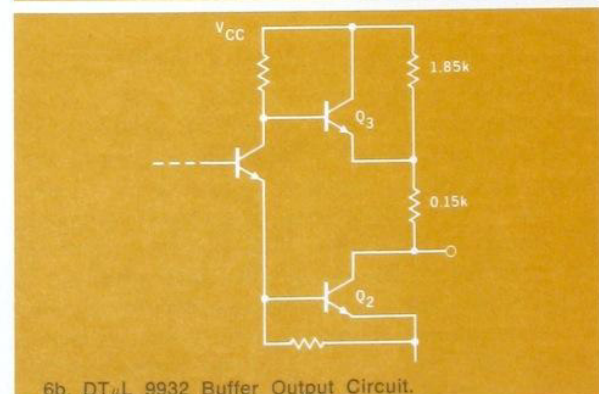 VCC
1.85k
Q3
0.15k
Q2
6b. DTμL 9932 Buffer Output Circuit.